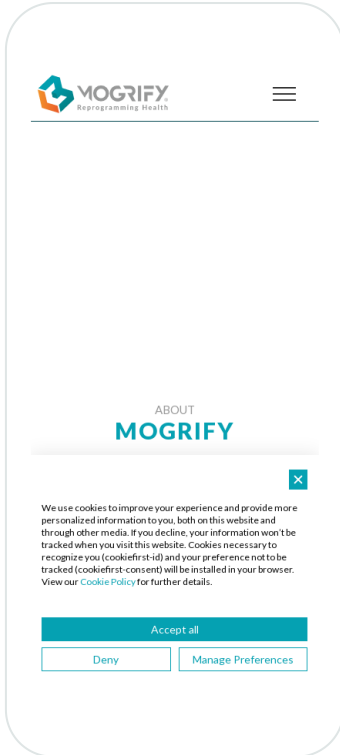 MOGRIFY®
Reprogramming Health
ABOUT
MOGRIFY
We use cookies to improve your experience and provide more
personalized information to you, both on this website and
through other media. If you decline, your information won't be
tracked when you visit this website. Cookies necessary to
recognize you (cookiefirst-id) and your preference not to be
tracked (cookiefirst-consent) will be installed in your browser.
View our Cookie Policy for further details.
Accept all
Deny Manage Preferences